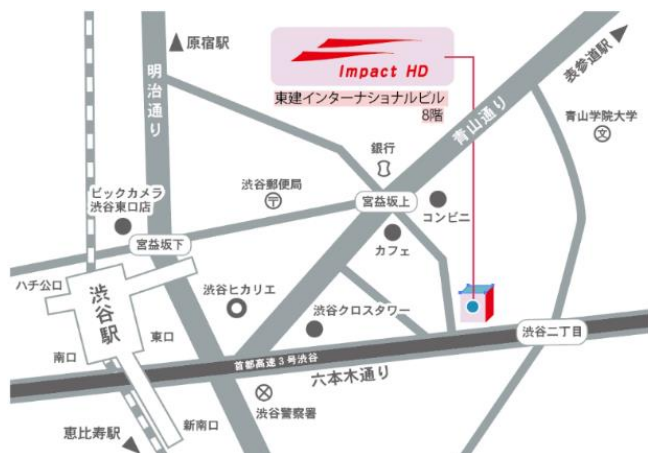 原宿駅
明治通り
Impact HD
東建インターナショナルビル
8階
表参道駅
青山通り
青山学院大学
文
銀行
渋谷郵便局
〒
宮益坂上
コンビニ
カフェ
ビックカメラ
渋谷東口店
宮益坂下
ハチ公口
渋谷駅
東口
南口
渋谷ヒカリエ
渋谷クロスタワー
渋谷二丁目
首都高速3号渋谷
六本木通り
渋谷警察署
新南口
恵比寿駅